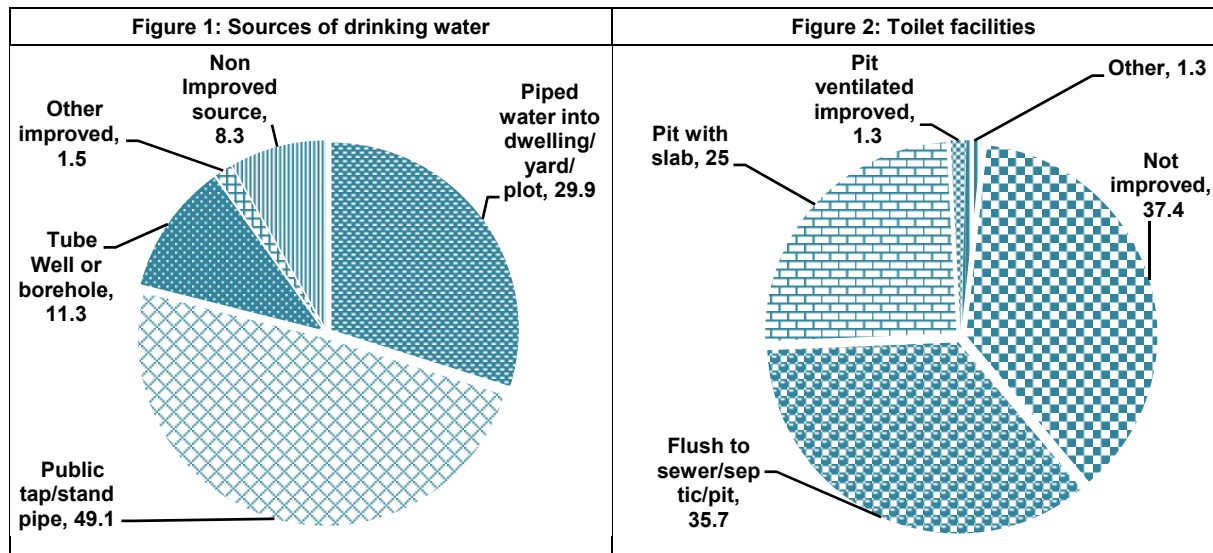 Figure 1: Sources of drinking water
Non
Improved
source,
8.3
Other
improved,
1.5
Piped
water into
dwelling/
yard/
plot, 29.9
Tube
Well or
borehole,
11.3
Public
tap/stand
pipe, 49.1
Figure 2: Toilet facilities
Pit
ventilated
improved,
1.3
Other, 1.3
Pit with
slab, 25
Not
improved,
37.4
Flush to
sewer/sep
tic/pit,
35.7